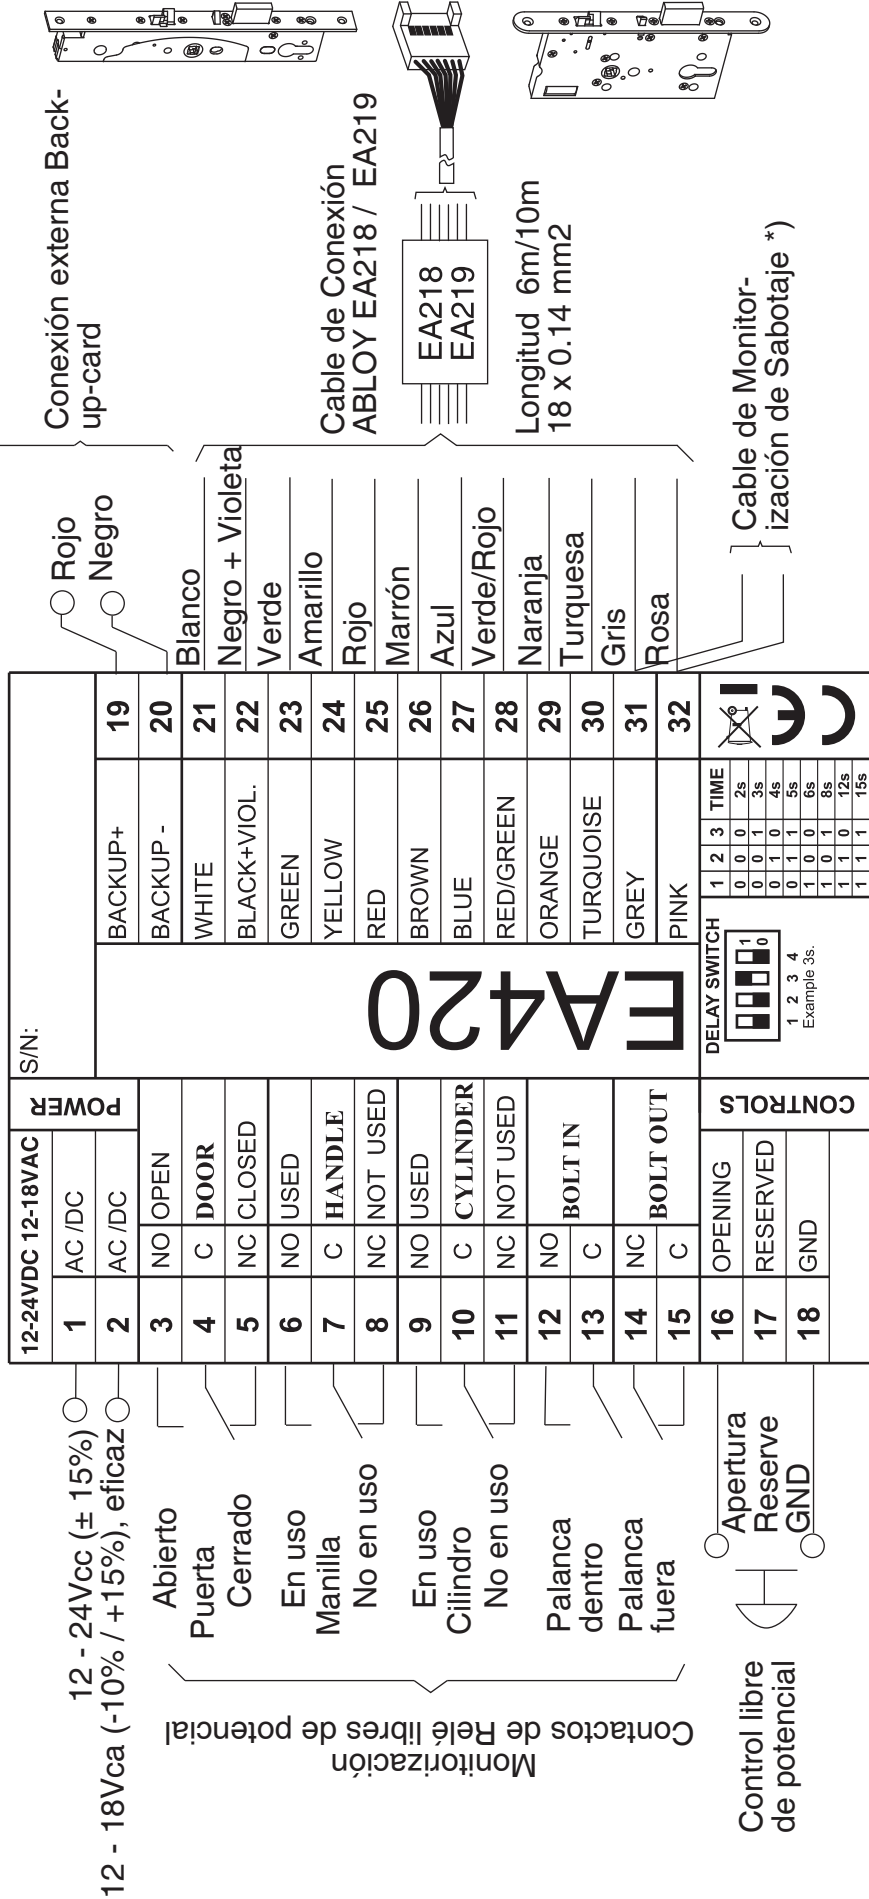 12 - 24Vcc (± 15%)
12 - 18Vca (-10% / +15%), eficaz
Monitorización
Contactos de Relé libres de potencial
Abierto
Puerta
Cerrado
En uso
Manilla
No en uso
En uso
Cilindro
No en uso
Palanca
dentro
Palanca
fuera
Apertura
Reserve
GND
Control libre
de potencial
12-24VDC 12-18VAC
POWER
1 AC /DC
2 AC /DC
3 NO OPEN
4 C DOOR
5 NC CLOSED
6 NO USED
7 C HANDLE
8 NC NOT USED
9 NO USED
10 C CYLINDER
11 NC NOT USED
12 NO
BOLT IN
13 C
14 NC
BOLT OUT
15 C
16 OPENING
17 RESERVED
18 GND
CONTROLS
S/N:
EA420
BACKUP+ 19
BACKUP - 20
WHITE 21
BLACK+VIOL. 22
GREEN 23
YELLOW 24
RED 25
BROWN 26
BLUE 27
RED/GREEN 28
ORANGE 29
TURQUOISE 30
GREY 31
PINK 32
DELAY SWITCH
1
0
1 2 3 4
Example 3s.
1 2 3 TIME
0 0 0 2s
0 0 1 3s
0 1 0 4s
0 1 1 5s
1 0 0 6s
1 0 1 8s
1 1 0 12s
1 1 1 15s
CE
Rojo
Negro
Blanco
Negro + Violeta
Verde
Amarillo
Rojo
Marrón
Azul
Verde/Rojo
Naranja
Turquesa
Gris
Rosa
Conexión externa Back-
up-card
Cable de Conexión
ABLOY EA218 / EA219
EA218
EA219
Longitud 6m/10m
18 x 0.14 mm2
Cable de Monitor-
ización de Sabotaje *)